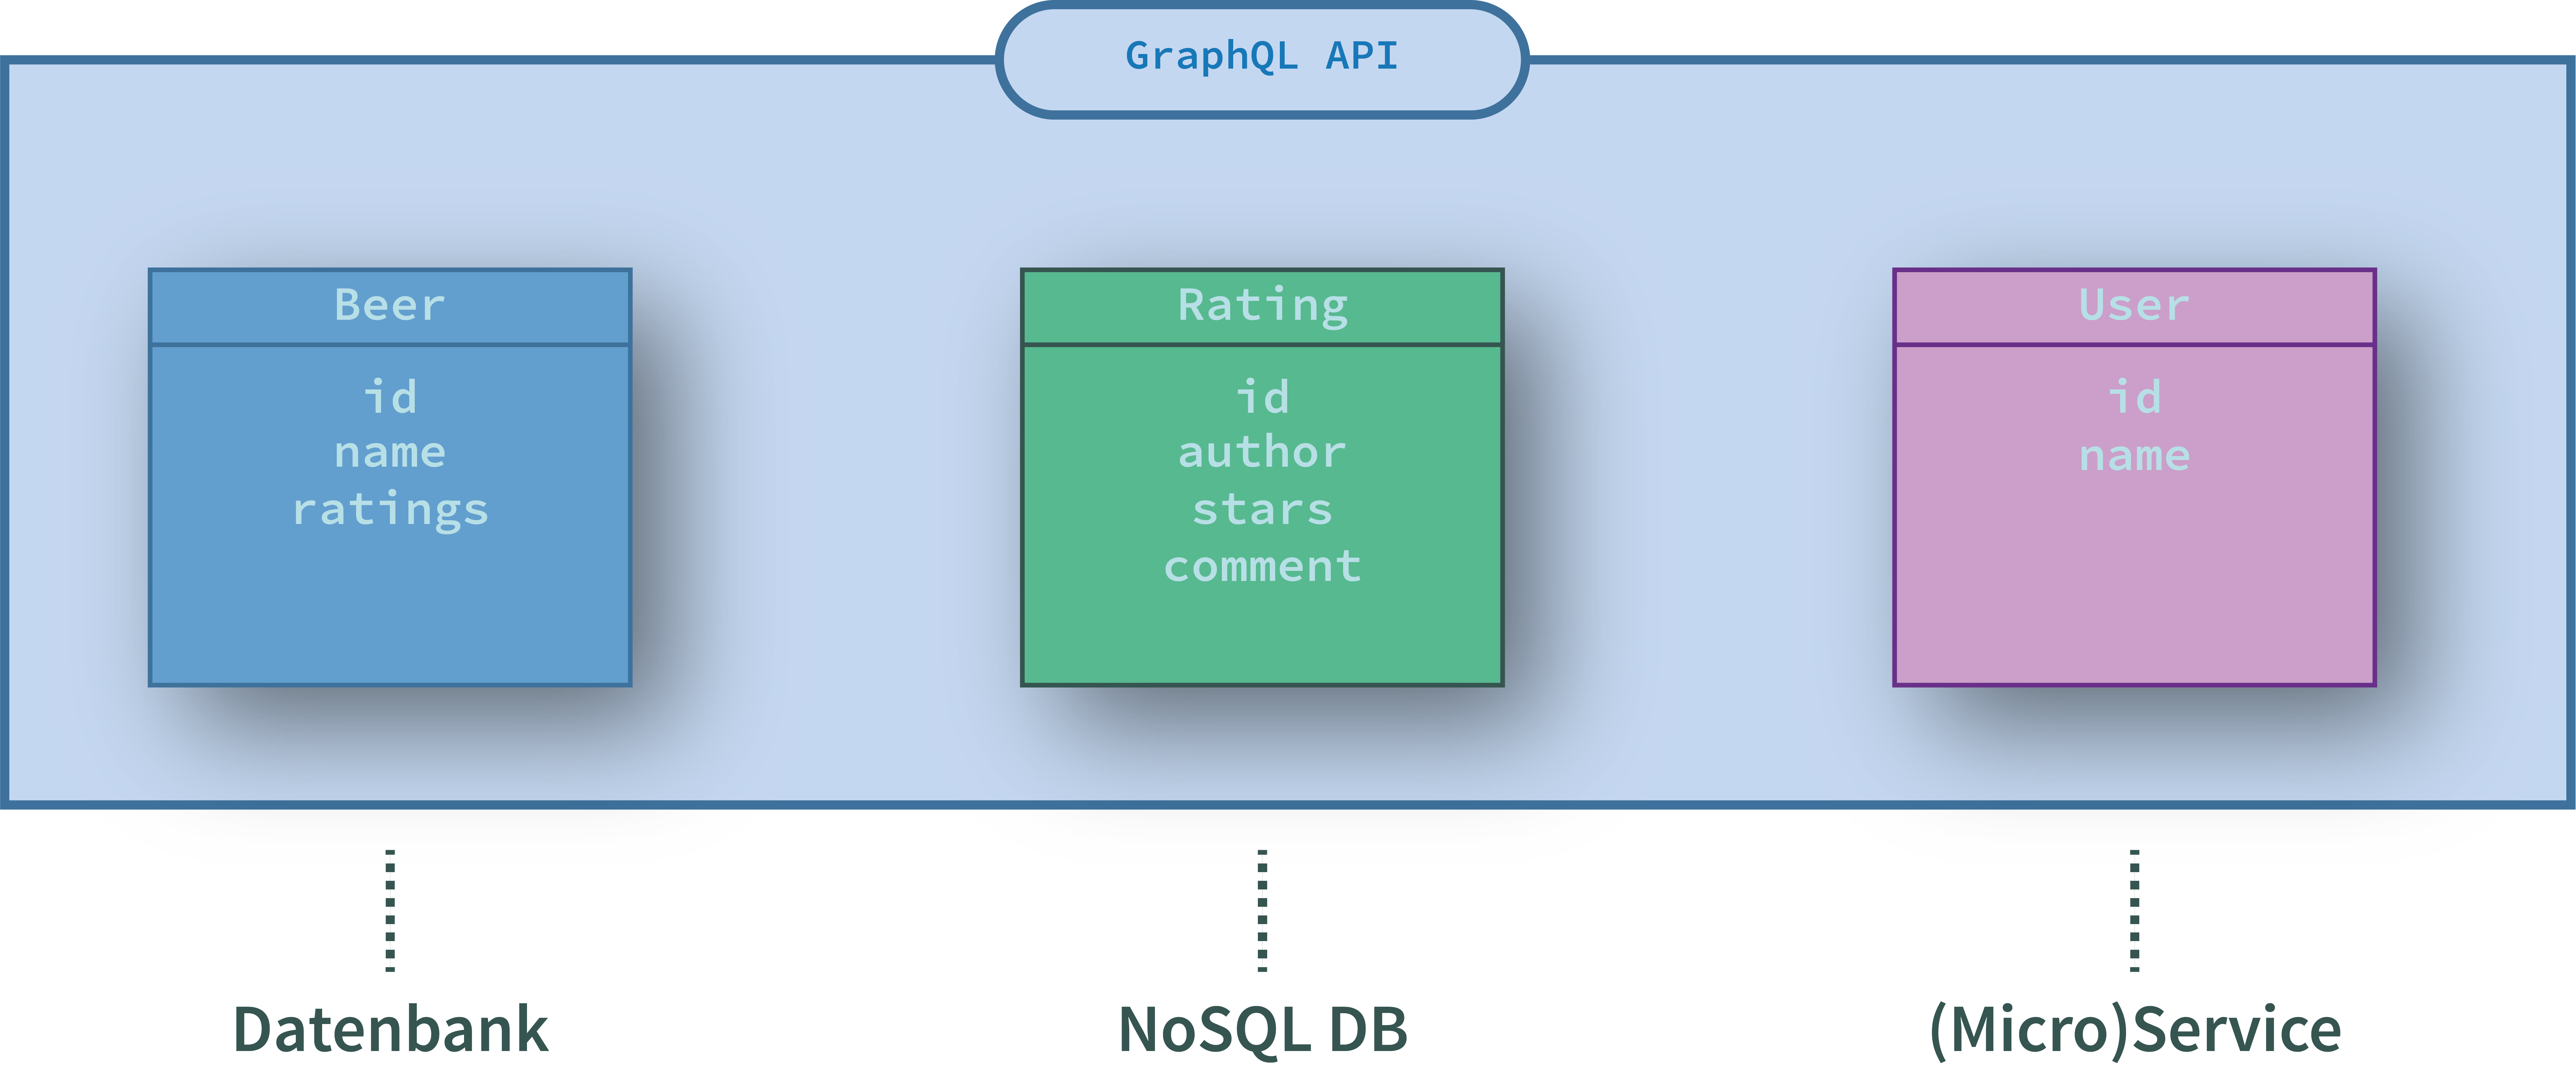 GraphQL API
Beer
id
name
ratings
Rating
id
author
stars
comment
User
id
name
Datenbank
NoSQL DB
(Micro)Service